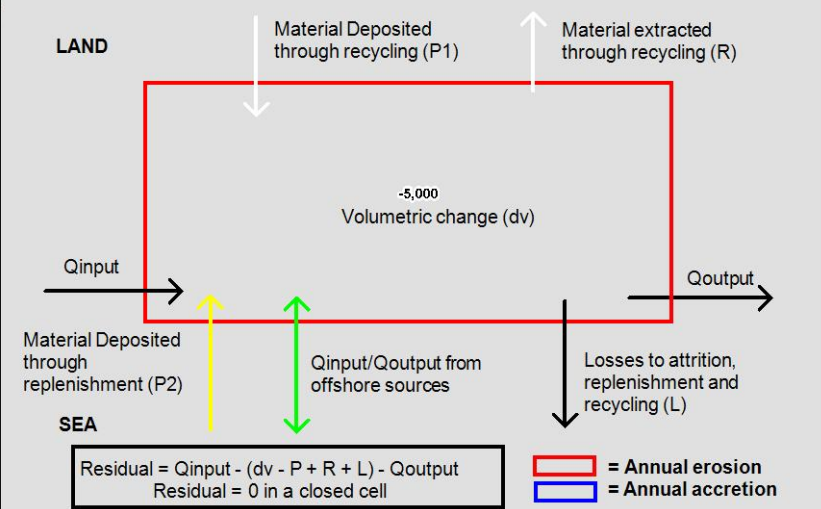 LAND
Material Deposited
through recycling (P1)
Material extracted
through recycling (R)
-5,000
Volumetric change (dv)
Qinput
Qoutput
Material Deposited
through
replenishment (P2)
Qinput/Qoutput from
offshore sources
Losses to attrition,
replenishment and
recycling (L)
SEA
Residual = Qinput - (dv - P + R + L) - Qoutput
Residual = 0 in a closed cell
= Annual erosion
= Annual accretion